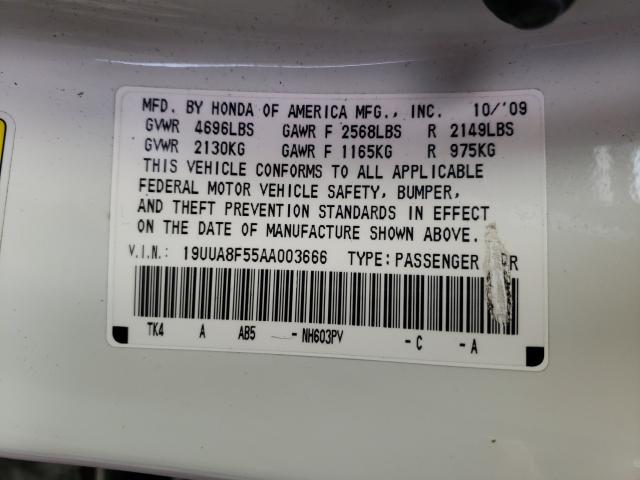 MFD. BY HONDA OF AMERICA MFG., INC. 10/'09
GVWR 4696LBS GAWR F 2568LBS R 2149LBS
GVWR 2130KG GAWR F 1165KG R 975KG
THIS VEHICLE CONFORMS TO ALL APPLICABLE
FEDERAL MOTOR VEHICLE SAFETY, BUMPER,
AND THEFT PREVENTION STANDARDS IN EFFECT
ON THE DATE OF MANUFACTURE SHOWN ABOVE.
V.I.N.: 19UUA8F55AA003666 TYPE: PASSENGER
TK4 A AB5 - NH603PV - C - A